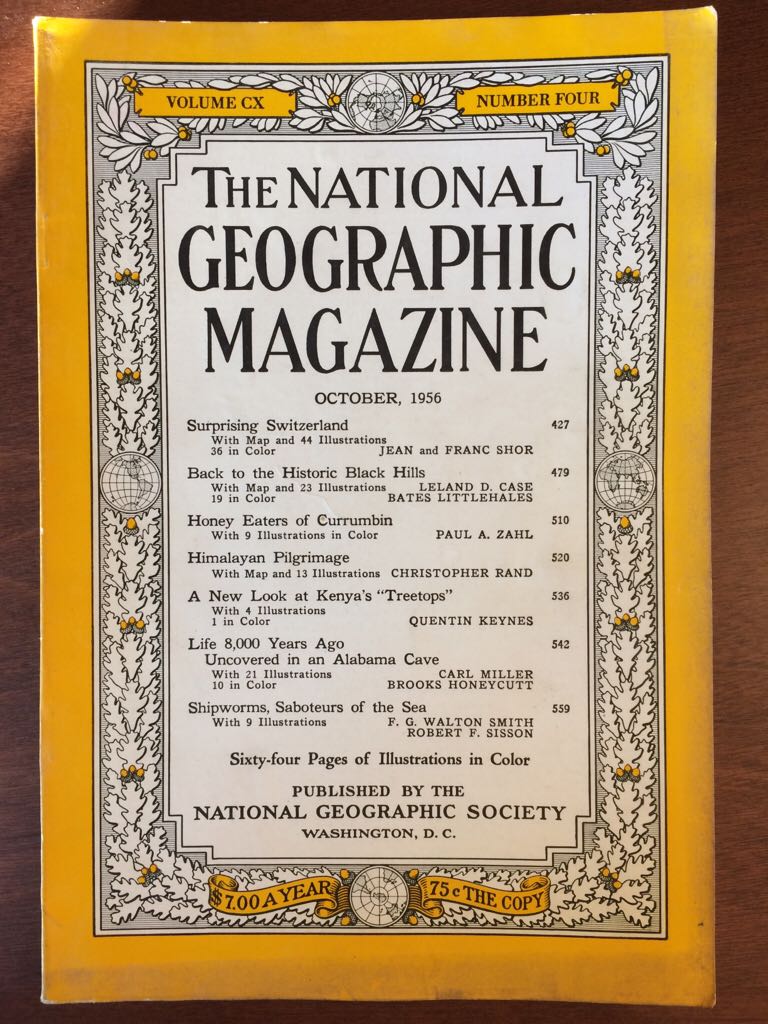 VOLUME CX NUMBER FOUR
THE NATIONAL
GEOGRAPHIC
MAGAZINE
OCTOBER, 1956
Surprising Switzerland 427
With Map and 44 Illustrations
36 in Color JEAN and FRANC SHOR
Back to the Historic Black Hills 479
With Map and 23 Illustrations LELAND D. CASE
19 in Color BATES LITTLEHALES
Honey Eaters of Currumbin 510
With 9 Illustrations in Color PAUL A. ZAHL
Himalayan Pilgrimage 520
With Map and 13 Illustrations CHRISTOPHER RAND
A New Look at Kenya's "Treetops" 536
With 4 Illustrations
1 in Color QUENTIN KEYNES
Life 8,000 Years Ago 542
Uncovered in an Alabama Cave
With 21 Illustrations CARL MILLER
10 in Color BROOKS HONEYCUTT
Shipworms, Saboteurs of the Sea 559
With 9 Illustrations F. G. WALTON SMITH
ROBERT F. SISSON
Sixty-four Pages of Illustrations in Color
PUBLISHED BY THE
NATIONAL GEOGRAPHIC SOCIETY
WASHINGTON, D. C.
$7.00 A YEAR 75c THE COPY